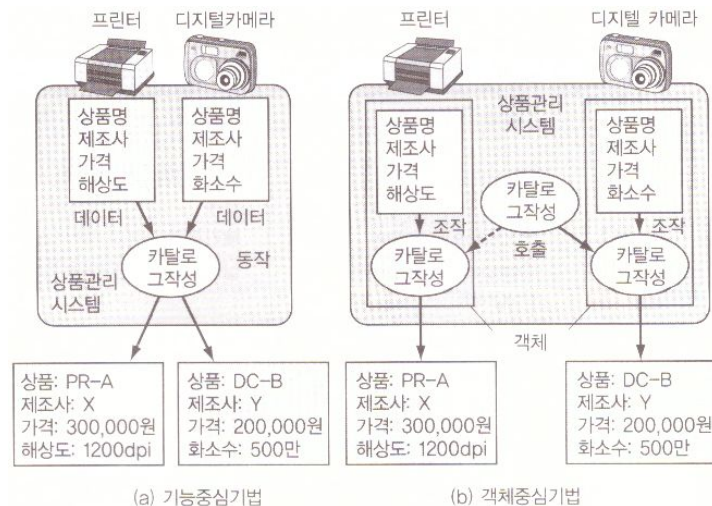 프린터
디지털카메라
상품명
제조사
가격
해상도
상품명
제조사
가격
화소수
데이터
데이터
카탈로
그작성
동작
상품관리
시스템
상품: PR-A
제조사: X
가격: 300,000원
해상도: 1200dpi
상품: DC-B
제조사: Y
가격: 200,000원
화소수: 500만
(a) 기능중심기법
프린터
디지텔 카메라
상품관리
시스템
상품명
제조사
가격
해상도
상품명
제조사
가격
화소수
카탈로
그작성
조작
호출
조작
카탈로
그작성
카탈로
그작성
객체
상품: PR-A
제조사: X
가격: 300,000원
해상도: 1200dpi
상품: DC-B
제조사: Y
가격: 200,000원
화소수: 500만
(b) 객체중심기법